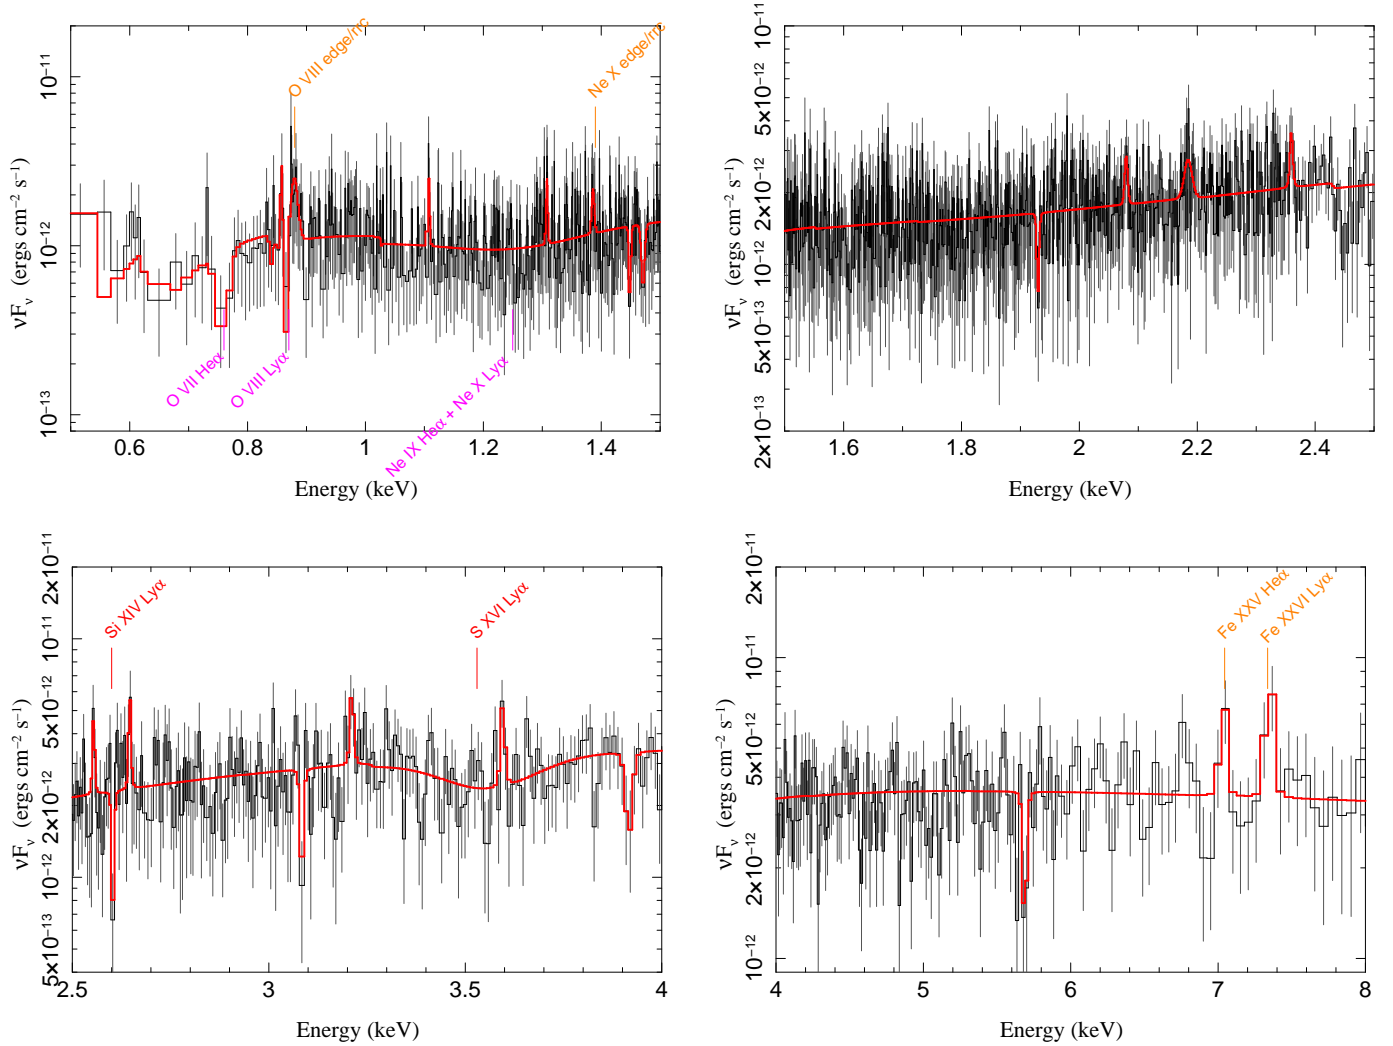 O VIII edge/rrc
Ne X edge/rrc
10⁻¹¹
10⁻¹²
10⁻¹³
νFν (ergs cm⁻² s⁻¹)
O VII Heα
O VIII Lyα
Ne IX Heα + Ne X Lyα
0.6 0.8 1 1.2 1.4
Energy (keV)
10⁻¹¹
5×10⁻¹²
2×10⁻¹²
10⁻¹²
5×10⁻¹³
2×10⁻¹³
νFν (ergs cm⁻² s⁻¹)
1.6 1.8 2 2.2 2.4
Energy (keV)
Si XIV Lyα
S XVI Lyα
2×10⁻¹¹
10⁻¹¹
5×10⁻¹²
2×10⁻¹²
10⁻¹²
5×10⁻¹³
νFν (ergs cm⁻² s⁻¹)
2.5 3 3.5 4
Energy (keV)
Fe XXV Heα
Fe XXVI Lyα
2×10⁻¹¹
10⁻¹¹
5×10⁻¹²
2×10⁻¹²
10⁻¹²
νFν (ergs cm⁻² s⁻¹)
4 5 6 7 8
Energy (keV)